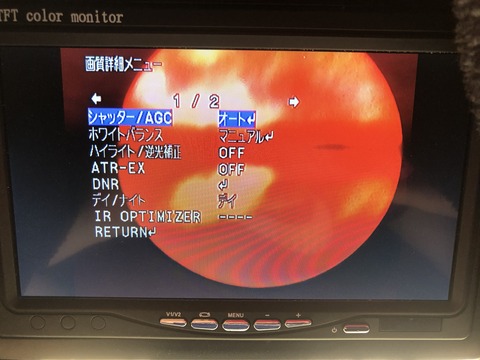 TFT color monitor
画質詳細メニュー
← 1 / 2 →
シャッター/AGC オート↵
ホワイトバランス マニュアル↵
ハイライト/逆光補正 OFF
ATR-EX OFF
DNR ↵
デイ/ナイト デイ
IR OPTIMIZER ----
RETURN↵
V1/V2 MENU - +